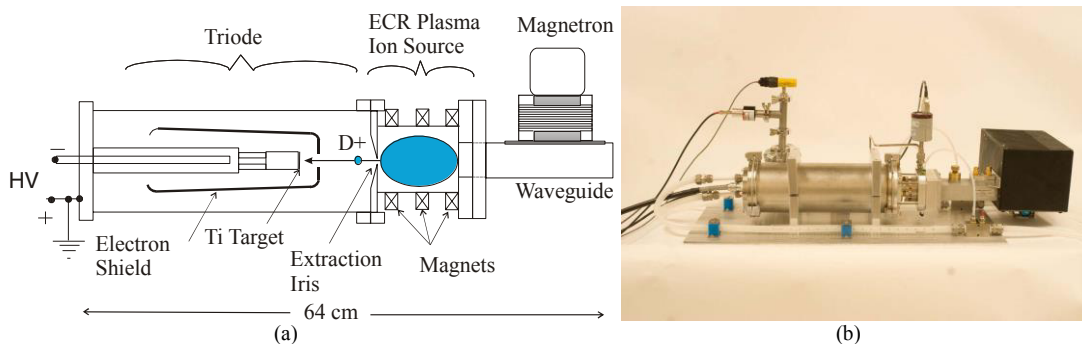 (a)
Triode
ECR Plasma
Ion Source
Magnetron
D+
−
HV
+
Waveguide
Electron
Shield
Ti Target
Extraction
Iris
Magnets
64 cm
(a)
(b)